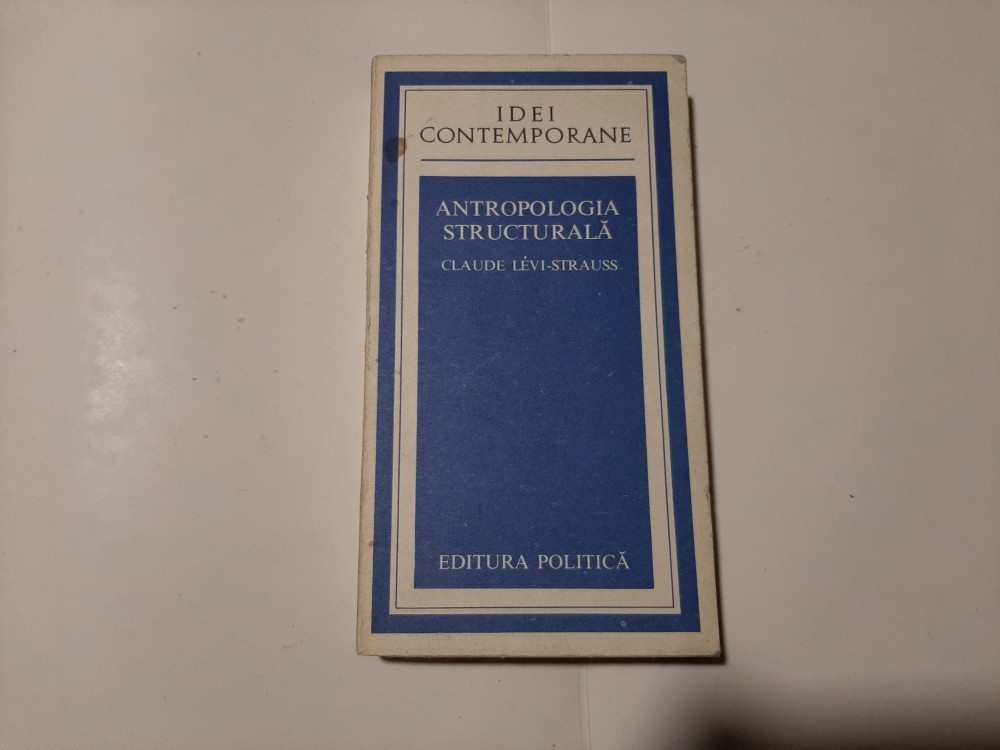 IDEI
CONTEMPORANE
ANTROPOLOGIA
STRUCTURALĂ
CLAUDE LÉVI-STRAUSS
EDITURA POLITICĂ